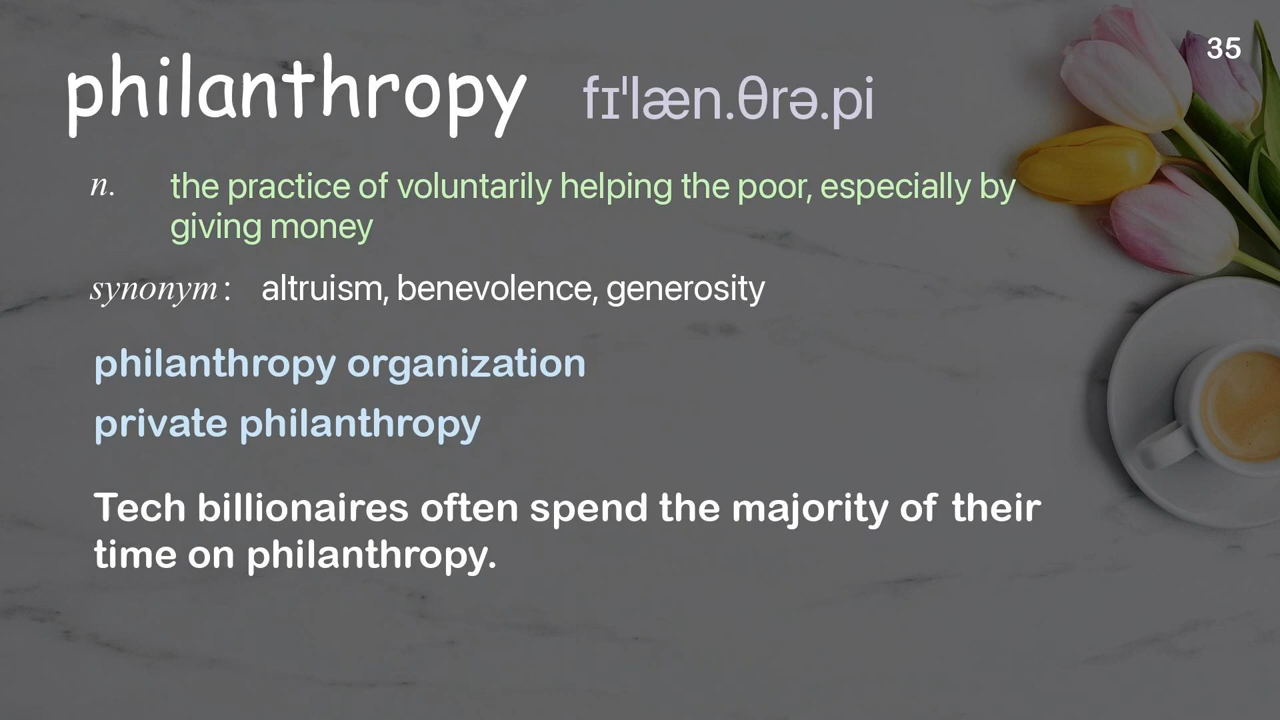 35
philanthropy fɪˈlæn.θrə.pi
n. the practice of voluntarily helping the poor, especially by
giving money
synonym: altruism, benevolence, generosity
philanthropy organization
private philanthropy
Tech billionaires often spend the majority of their
time on philanthropy.